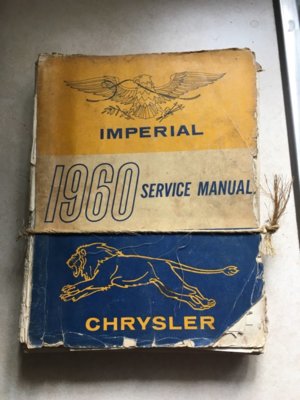 IMPERIAL
1960 SERVICE MANUAL
CHRYSLER